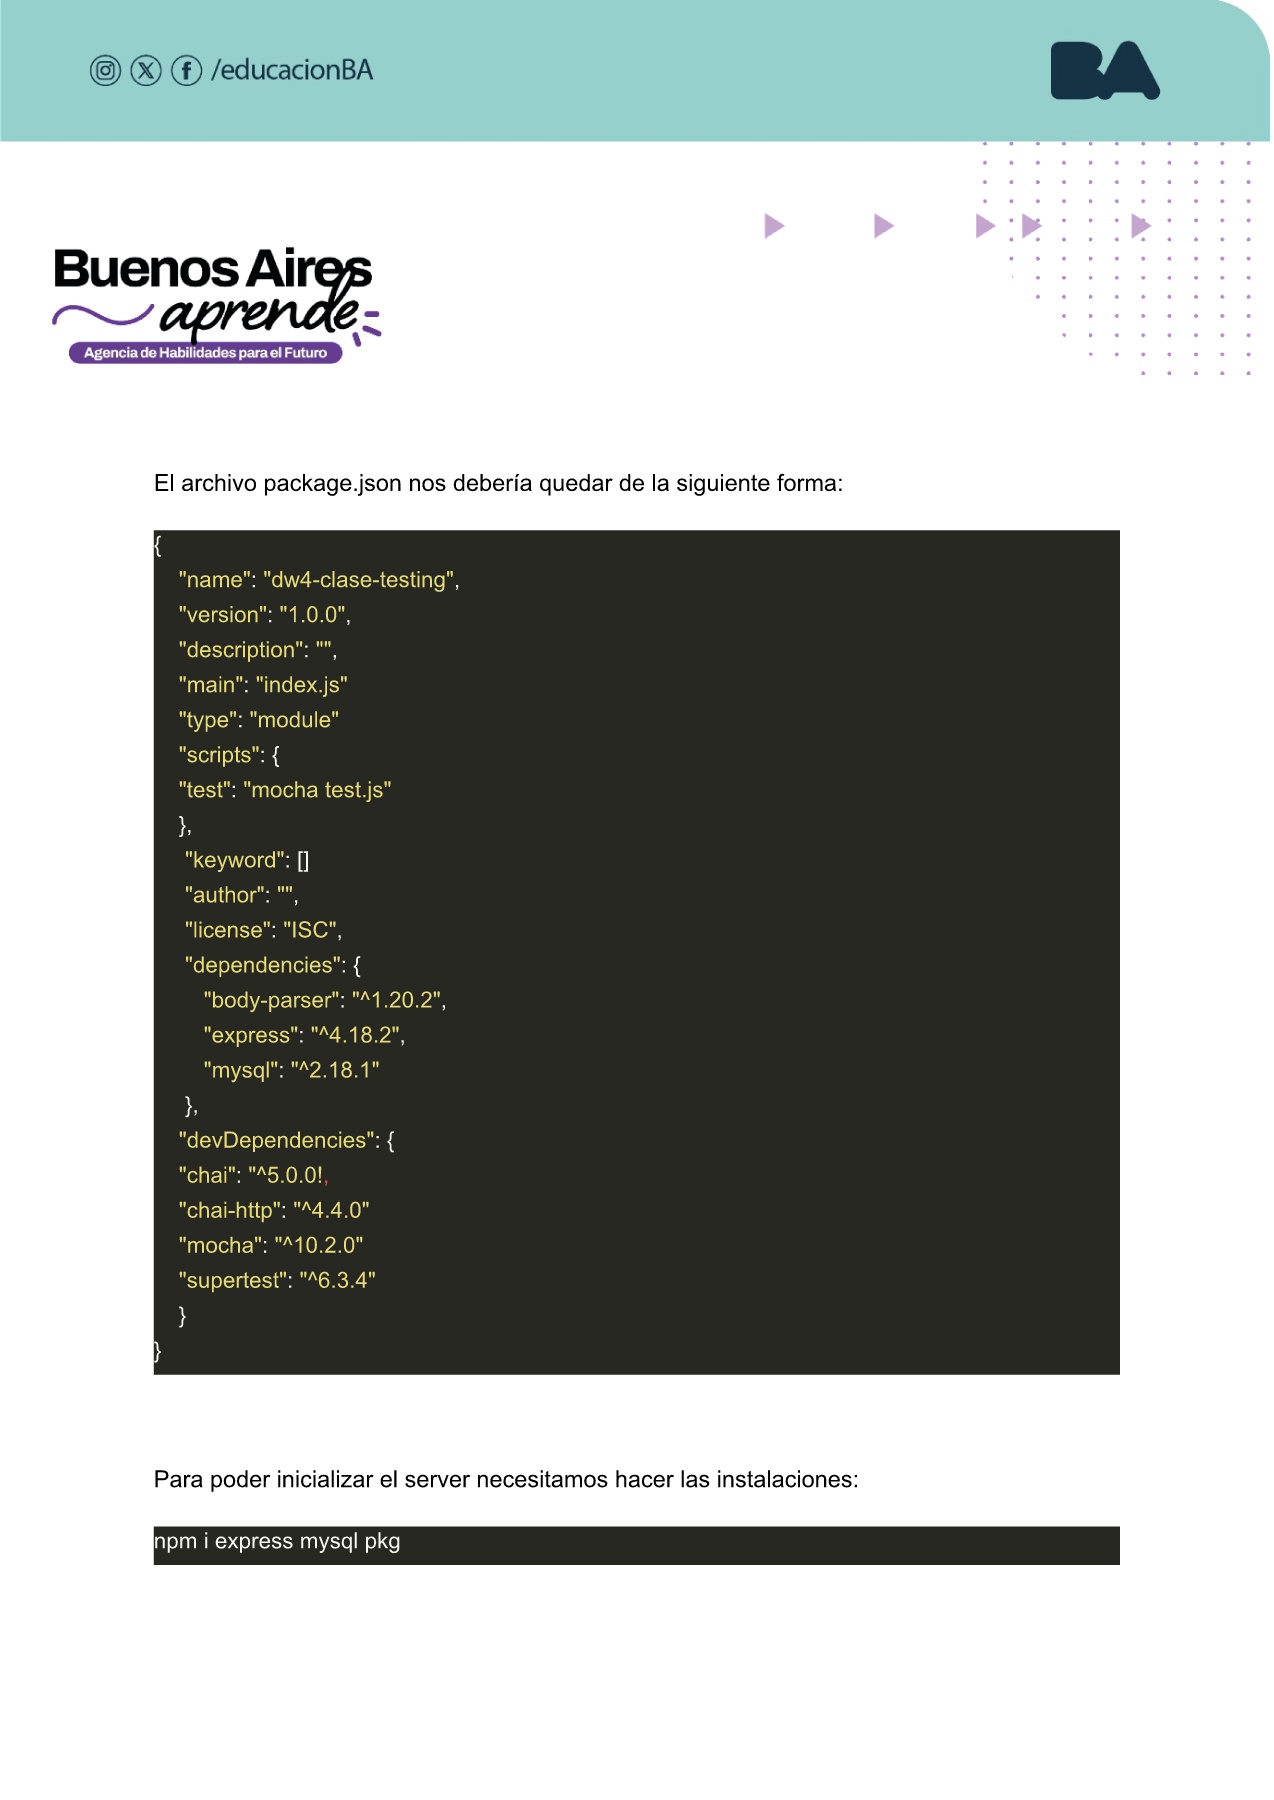 /educacionBA
BA
Buenos Aires
aprende
Agencia de Habilidades para el Futuro
El archivo package.json nos debería quedar de la siguiente forma:
{
"name": "dw4-clase-testing",
"version": "1.0.0",
"description": "",
"main": "index.js"
"type": "module"
"scripts": {
"test": "mocha test.js"
},
"keyword": []
"author": "",
"license": "ISC",
"dependencies": {
"body-parser": "^1.20.2",
"express": "^4.18.2",
"mysql": "^2.18.1"
},
"devDependencies": {
"chai": "^5.0.0!,
"chai-http": "^4.4.0"
"mocha": "^10.2.0"
"supertest": "^6.3.4"
}
}
Para poder inicializar el server necesitamos hacer las instalaciones:
npm i express mysql pkg